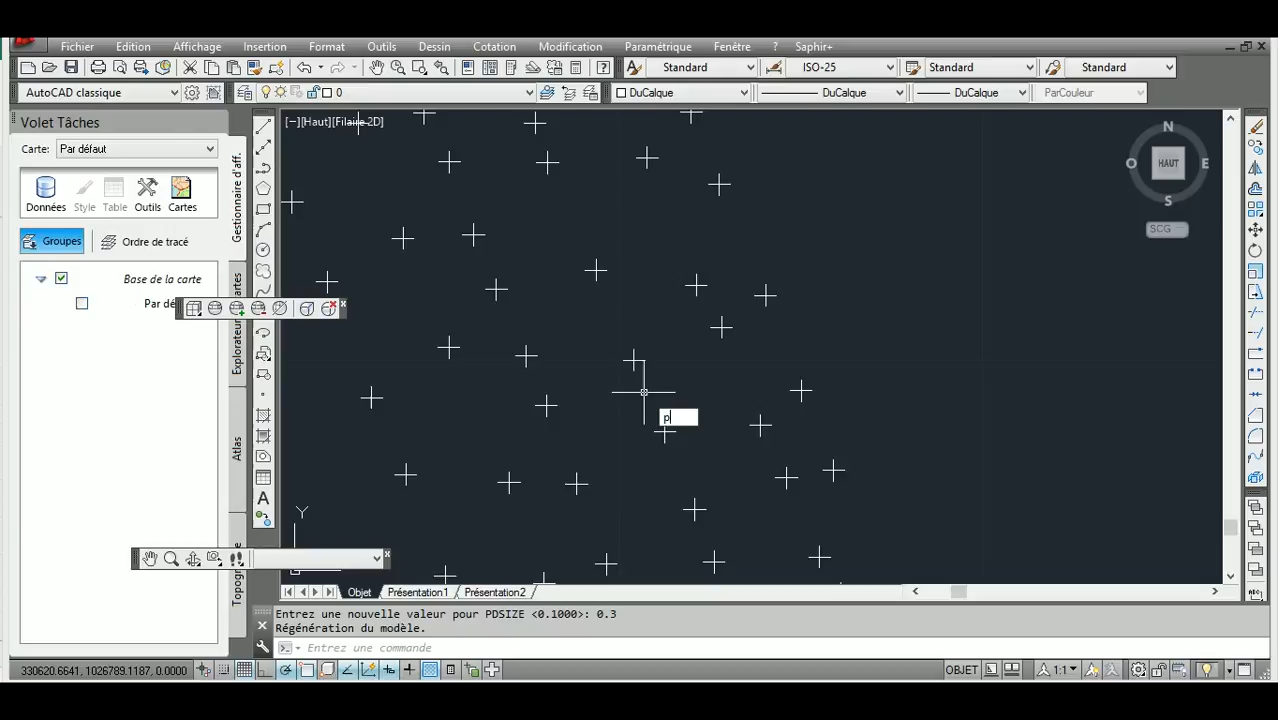 Fichier Edition Affichage Insertion Format Outils Dessin Cotation Modification Paramétrique Fenêtre ? Saphir+
Standard ISO-25 Standard Standard
AutoCAD classique 0 DuCalque DuCalque DuCalque ParCouleur
Volet Tâches
[−][Haut][Filaire 2D]
Carte: Par défaut
N
O HAUT E
S
SCG
Données Style Table Outils Cartes
Gestionnaire d'aff.
Groupes Ordre de tracé
Base de la carte
Par dé
Atlas
p
Y
Objet Présentation1 Présentation2
Entrez une nouvelle valeur pour PDSIZE <0.1000>: 0.3
Régénération du modèle.
Entrez une commande
330620.6641, 1026789.1187, 0.0000 OBJET 1:1